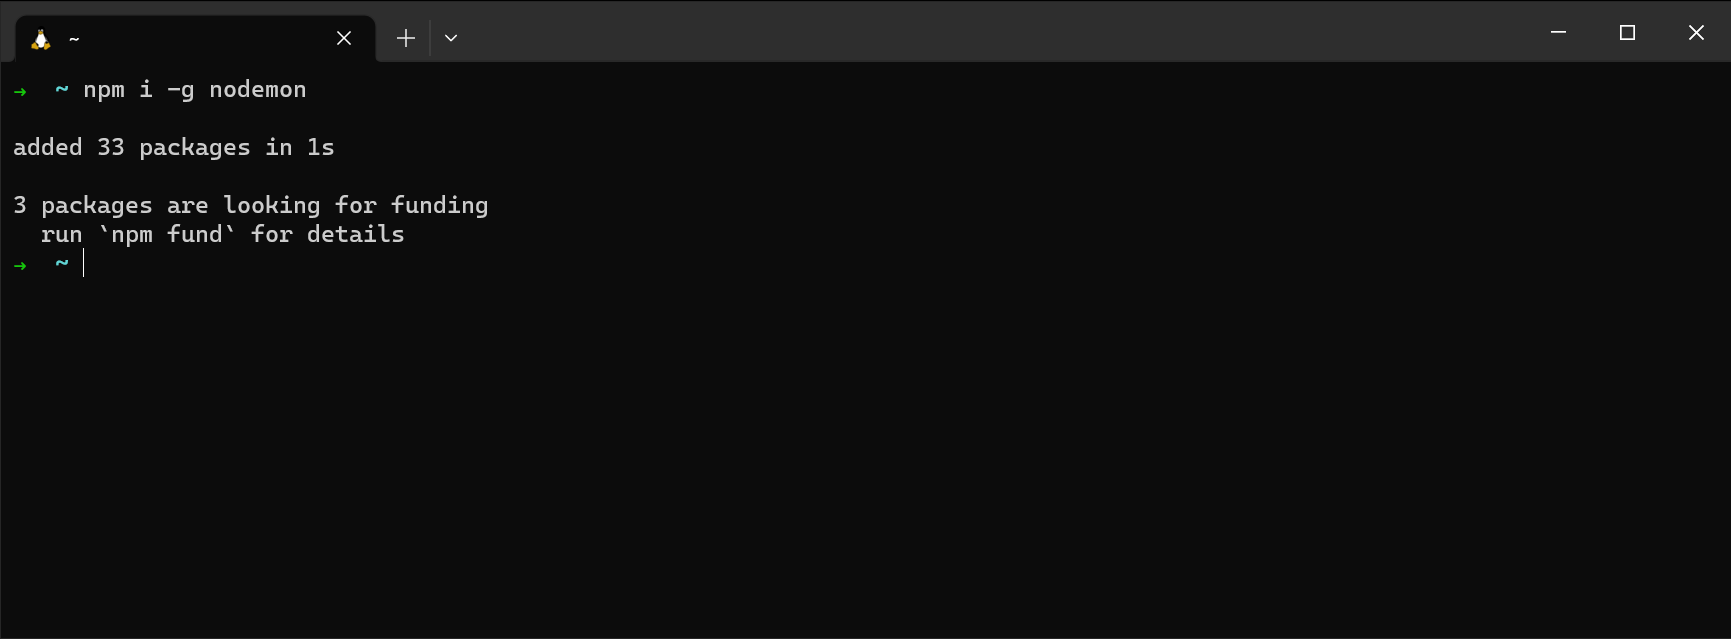 ~
→ ~ npm i -g nodemon
added 33 packages in 1s
3 packages are looking for funding
run `npm fund` for details
→ ~